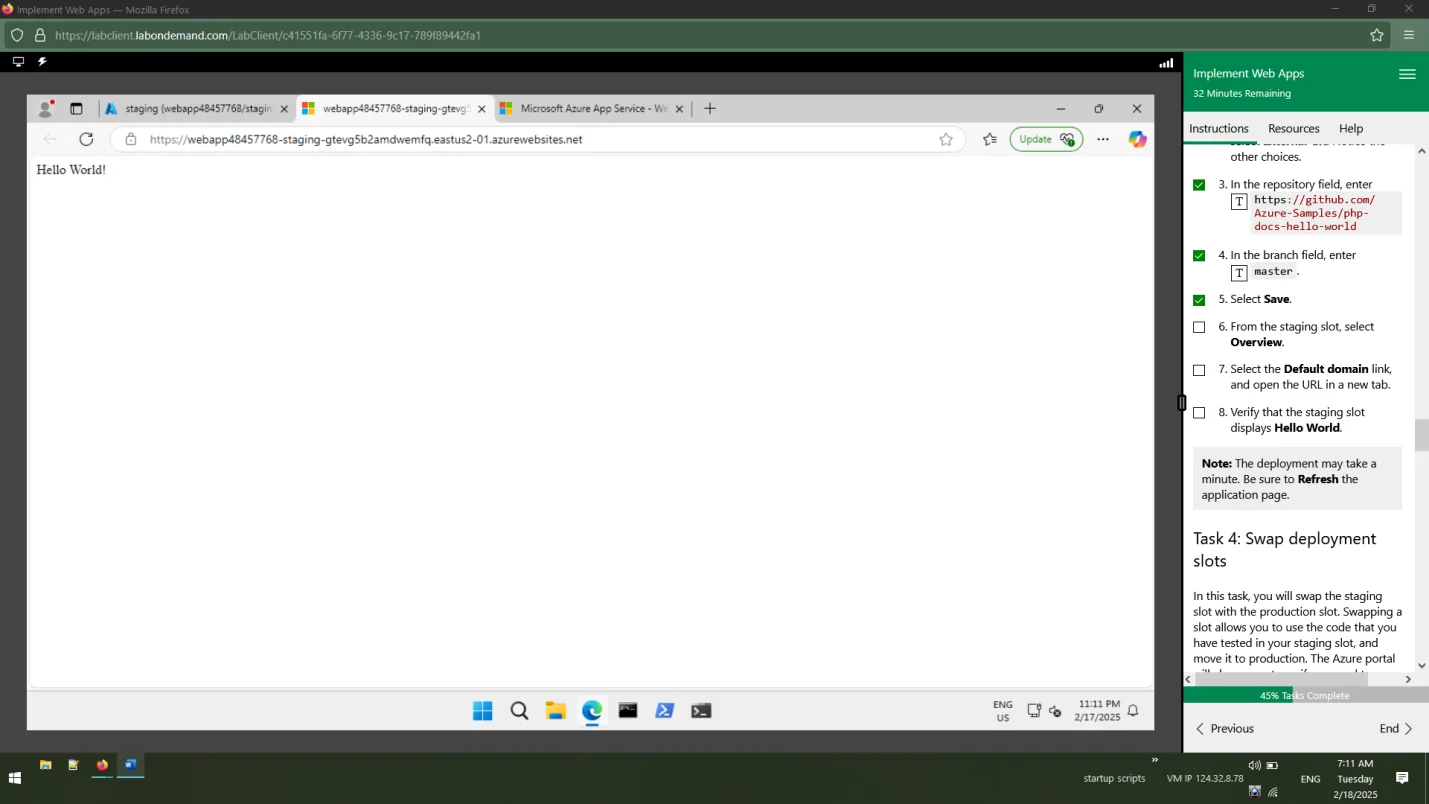 Implement Web Apps — Mozilla Firefox
https://labclient.labondemand.com/LabClient/c41551fa-6f77-4336-9c17-789f89442fa1
staging (webapp48457768/stagin
webapp48457768-staging-gtevg5
Microsoft Azure App Service - We
https://webapp48457768-staging-gtevg5b2amdwemfq.eastus2-01.azurewebsites.net
Update
Hello World!
ENG
US
11:11 PM
2/17/2025
Implement Web Apps
32 Minutes Remaining
Instructions
Resources
Help
other choices.
3. In the repository field, enter
T https://github.com/
Azure-Samples/php-
docs-hello-world
4. In the branch field, enter
T master .
5. Select Save.
6. From the staging slot, select
Overview.
7. Select the Default domain link,
and open the URL in a new tab.
8. Verify that the staging slot
displays Hello World.
Note: The deployment may take a
minute. Be sure to Refresh the
application page.
Task 4: Swap deployment
slots
In this task, you will swap the staging
slot with the production slot. Swapping a
slot allows you to use the code that you
have tested in your staging slot, and
move it to production. The Azure portal
45% Tasks Complete
Previous
End
startup scripts
VM IP 124.32.8.78
ENG
7:11 AM
Tuesday
2/18/2025